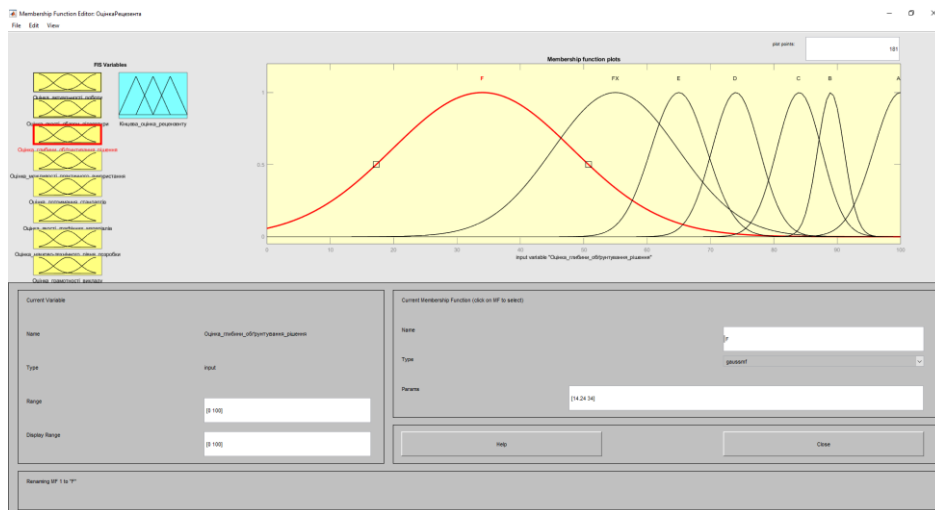 Membership Function Editor: ОцінкаРецензента
File Edit View
plot points:
181
FIS Variables
Membership function plots
F FX E D C B A
Кінцева_оцінка_рецензенту
Оцінка_глибини_обґрунтування_рішення
1
0.5
0
0 10 20 30 40 50 60 70 80 90 100
input variable "Оцінка_глибини_обґрунтування_рішення"
Current Variable
Current Membership Function (click on MF to select)
Name
Оцінка_глибини_обґрунтування_рішення
Name
F
Type
input
Type
gaussmf
Params
[14.24 34]
Range
[0 100]
Display Range
[0 100]
Help
Close
Renaming MF 1 to "F"